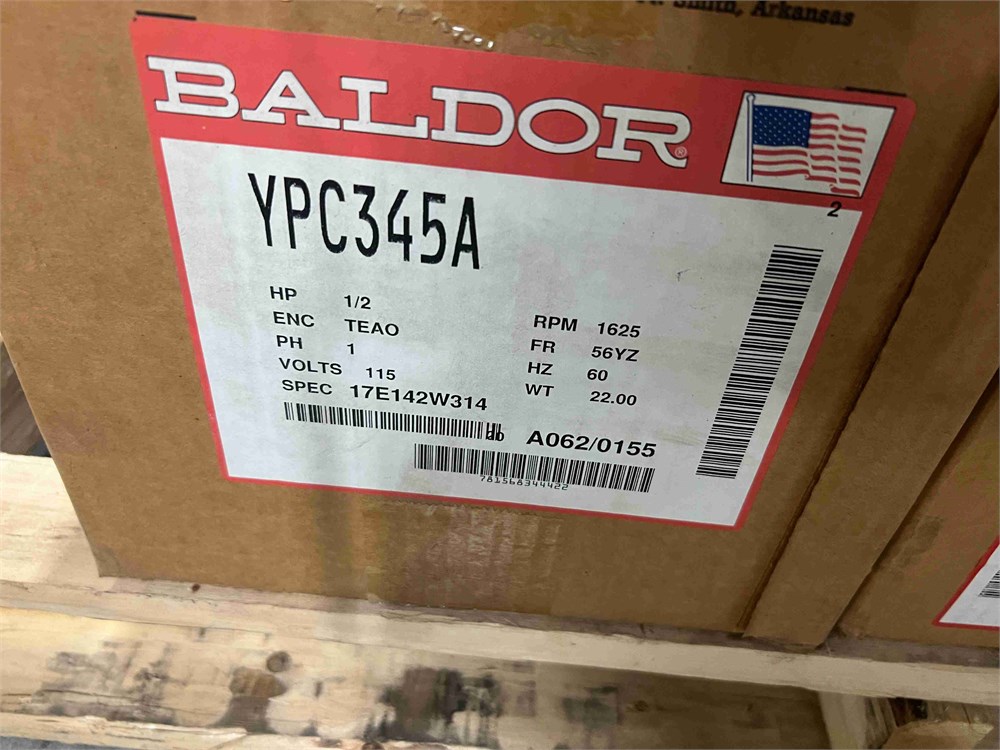 Smith, Arkansas
BALDOR®
2
YPC345A
HP 1/2
ENC TEAO
PH 1
VOLTS 115
SPEC 17E142W314
RPM 1625
FR 56YZ
HZ 60
WT 22.00
A062/0155
781568344422